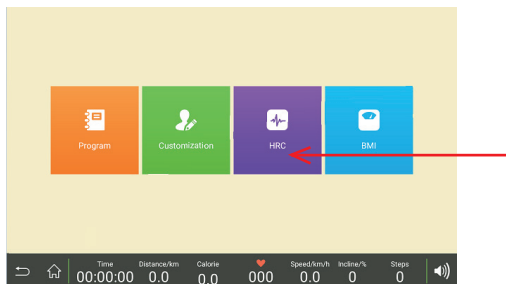 Program Customization HRC BMI
Time Distance/km Calorie Speed/km/h Incline/% Steps
00:00:00 0.0 0.0 000 0.0 0 0